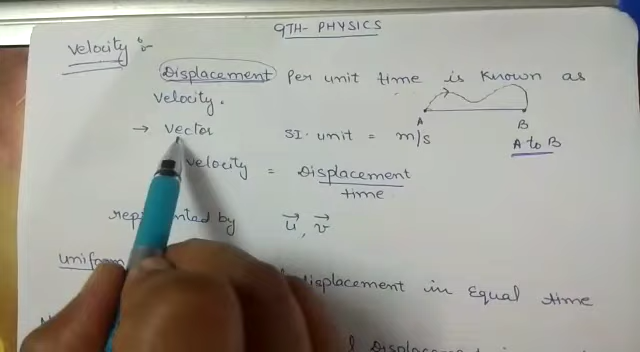 9TH- PHYSICS
Velocity :-
Displacement Per unit time is known as
velocity.
→ vector SI. unit = m/s
A B
A to B
velocity = Displacement
time
by u⃗, v⃗
displacement in Equal time